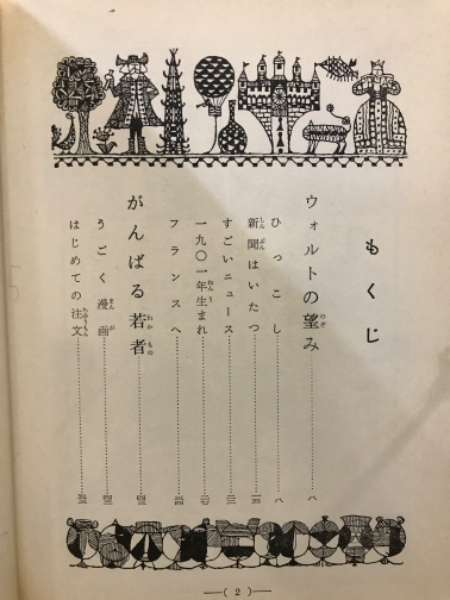 もくじ
ウォルトの望み……八
ひっこし……八
新聞はいたつ
すごいニュース
一九〇一年生まれ
フランスへ
がんばる若者
うごく漫画
はじめての注文
―( 2 )―